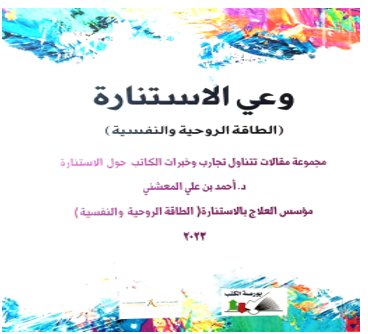 وعي الاستنارة
(الطاقة الروحية والنفسية)
مجموعة مقالات تتناول تجارب وخبرات الكاتب حول الاستنارة
د. أحمد بن علي المعشني
مؤسس العلاج بالاستنارة( الطاقة الروحية والنفسية)
٢٠٢٢
بورصة الكتب